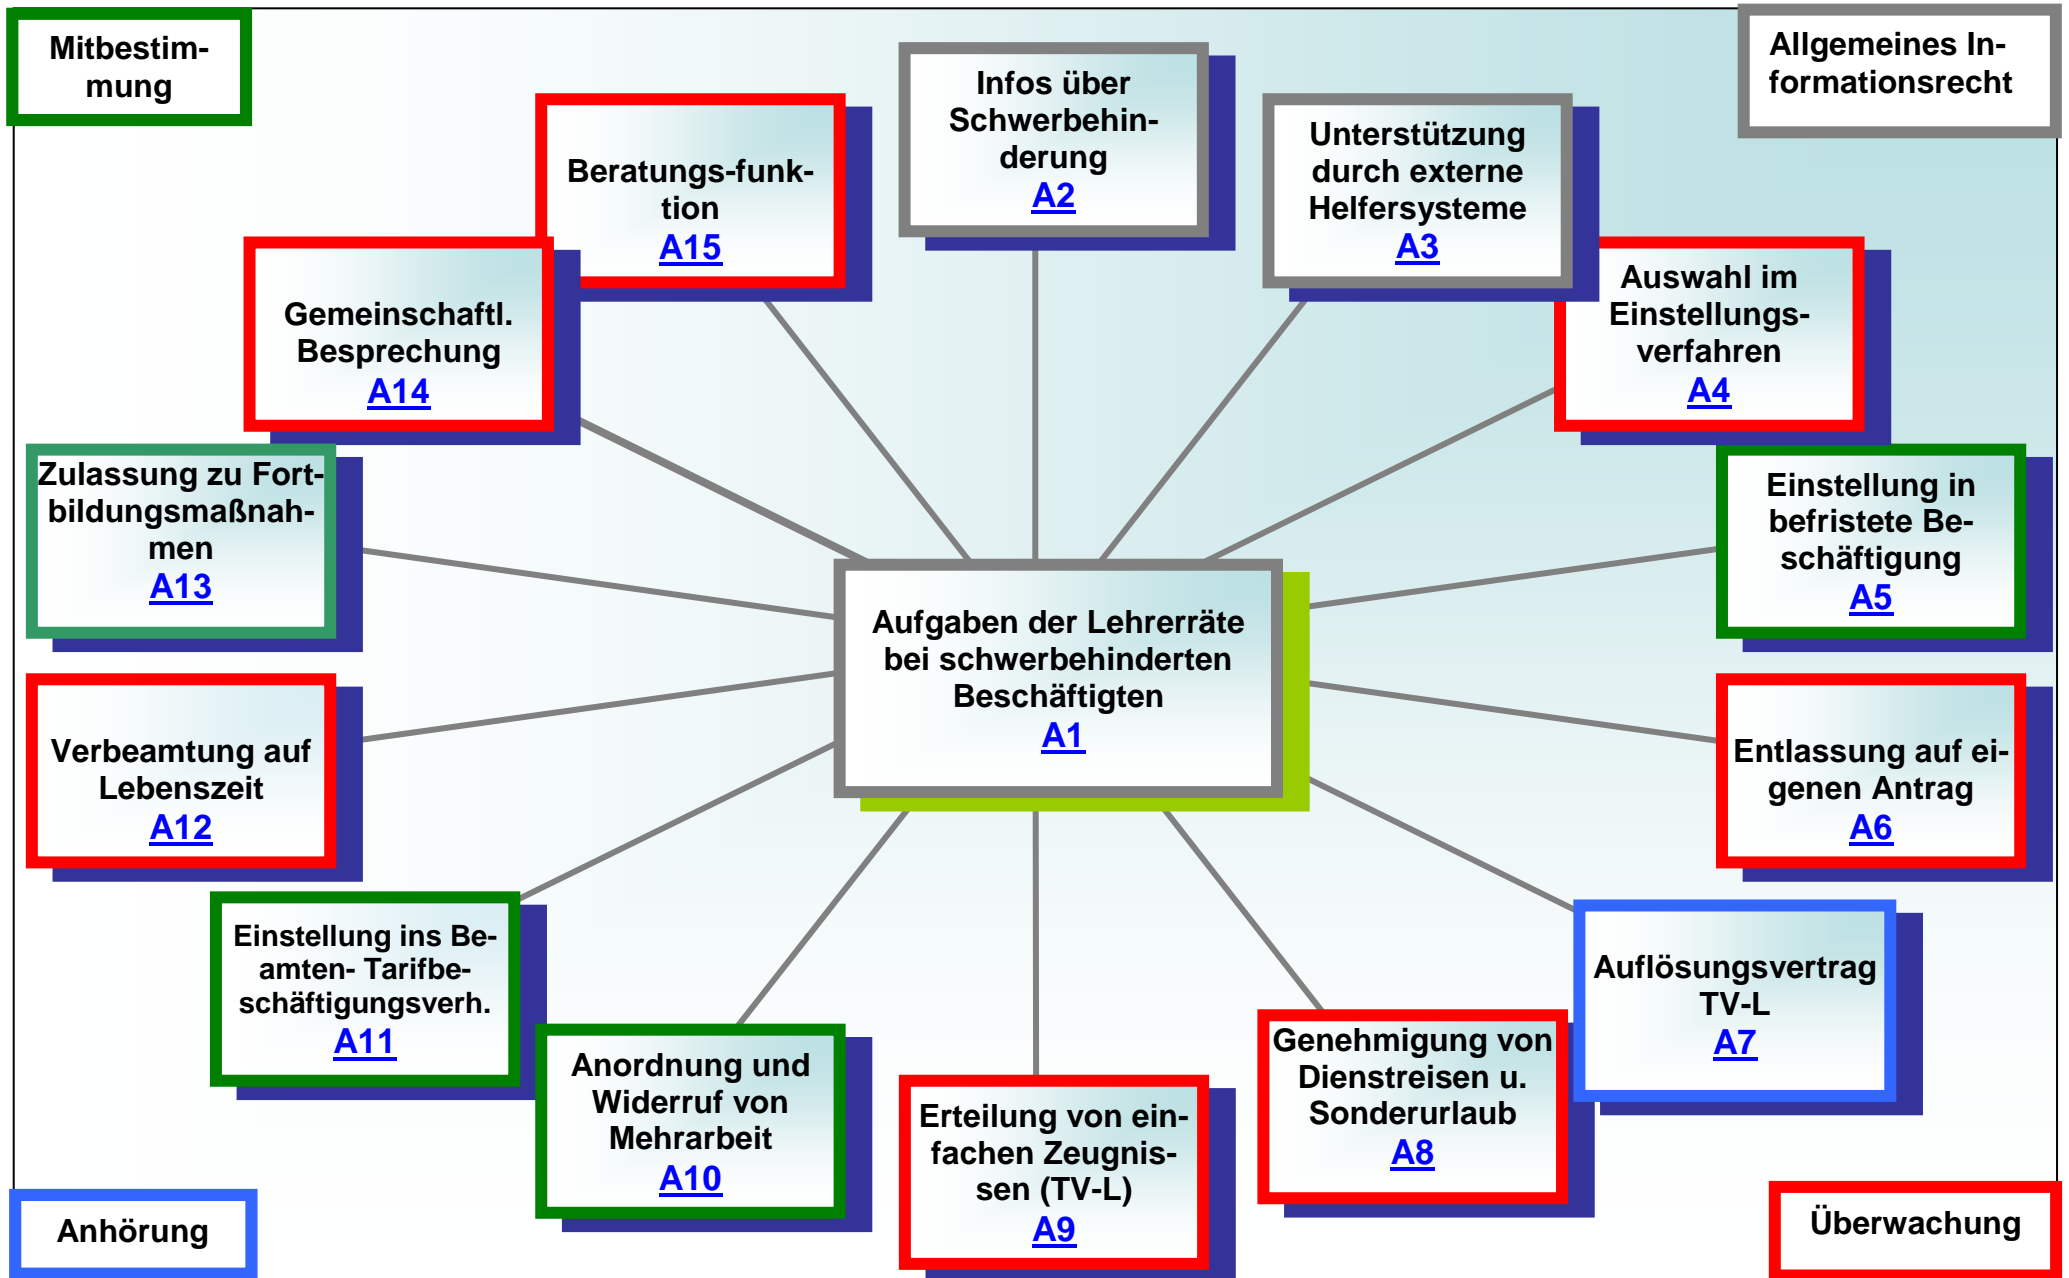 Mitbestim-
mung
Allgemeines In-
formationsrecht
Infos über
Schwerbehin-
derung
A2
Unterstützung
durch externe
Helfersysteme
A3
Beratungs-funk-
tion
A15
Gemeinschaftl.
Besprechung
A14
Auswahl im
Einstellungs-
verfahren
A4
Zulassung zu Fort-
bildungsmaßnah-
men
A13
Einstellung in
befristete Be-
schäftigung
A5
Aufgaben der Lehrerräte
bei schwerbehinderten
Beschäftigten
A1
Verbeamtung auf
Lebenszeit
A12
Entlassung auf ei-
genen Antrag
A6
Einstellung ins Be-
amten- Tarifbe-
schäftigungsverh.
A11
Auflösungsvertrag
TV-L
A7
Anordnung und
Widerruf von
Mehrarbeit
A10
Genehmigung von
Dienstreisen u.
Sonderurlaub
A8
Erteilung von ein-
fachen Zeugnis-
sen (TV-L)
A9
Anhörung
Überwachung